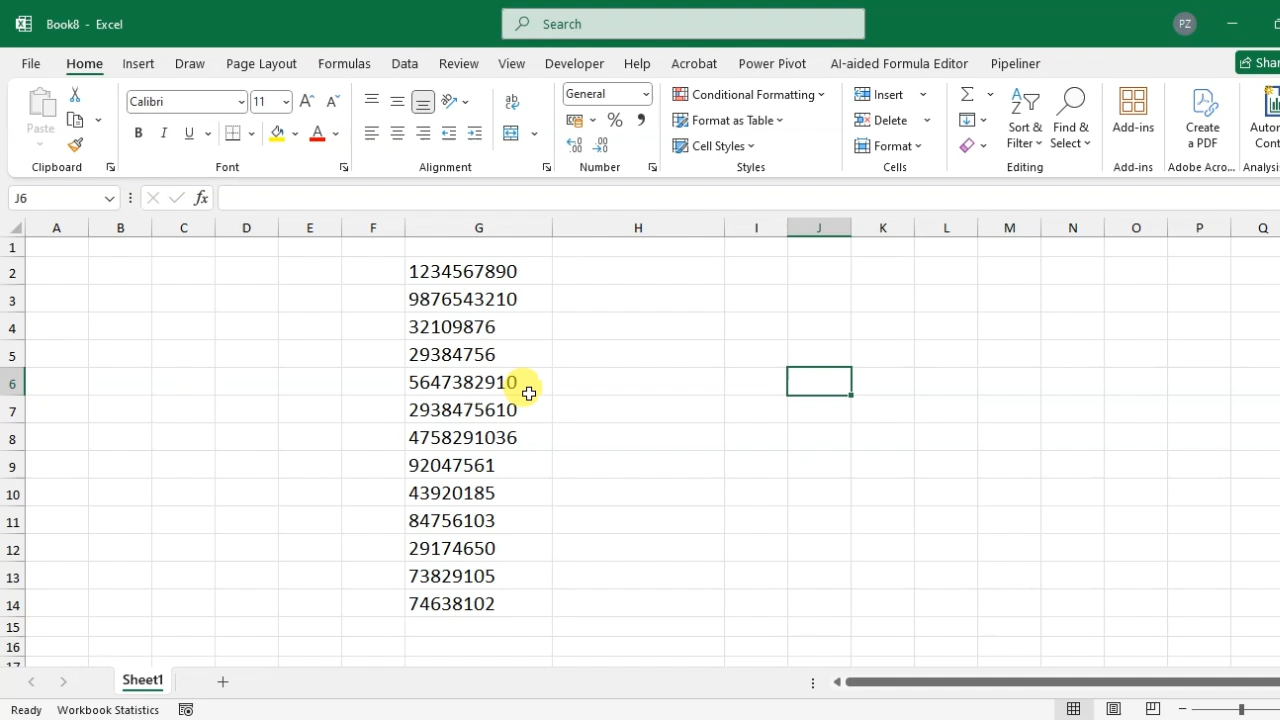 Book8 - Excel
Search
PZ
File Home Insert Draw Page Layout Formulas Data Review View Developer Help Acrobat Power Pivot AI-aided Formula Editor Pipeliner
Paste
Clipboard
Calibri 11
B I U
Font
Alignment
General
Number
Conditional Formatting
Format as Table
Cell Styles
Styles
Insert
Delete
Format
Cells
Sort &
Filter
Find &
Select
Editing
Add-ins
Add-ins
Create
a PDF
Adobe Acro...
J6
fx
A B C D E F G H I J K L M N O P Q
1
2 1234567890
3 9876543210
4 32109876
5 29384756
6 5647382910
7 2938475610
8 4758291036
9 92047561
10 43920185
11 84756103
12 29174650
13 73829105
14 74638102
15
16
17
Sheet1
Ready Workbook Statistics